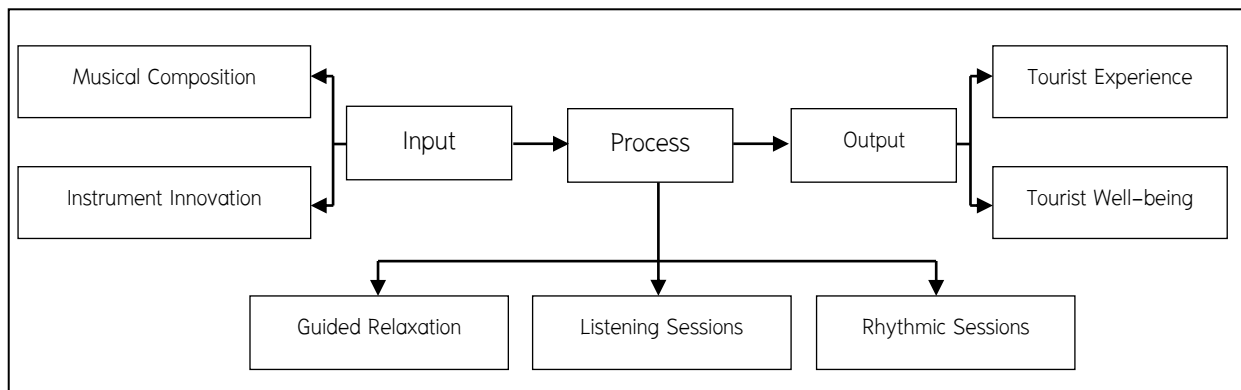 Musical Composition
Tourist Experience
Input
Process
Output
Instrument Innovation
Tourist Well-being
Guided Relaxation
Listening Sessions
Rhythmic Sessions